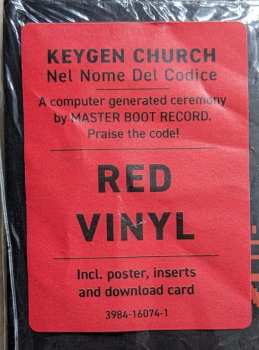 KEYGEN CHURCH
Nel Nome Del Codice
A computer generated ceremony
by MASTER BOOT RECORD.
Praise the code!
RED
VINYL
Incl. poster, inserts
and download card
3984-16074-1